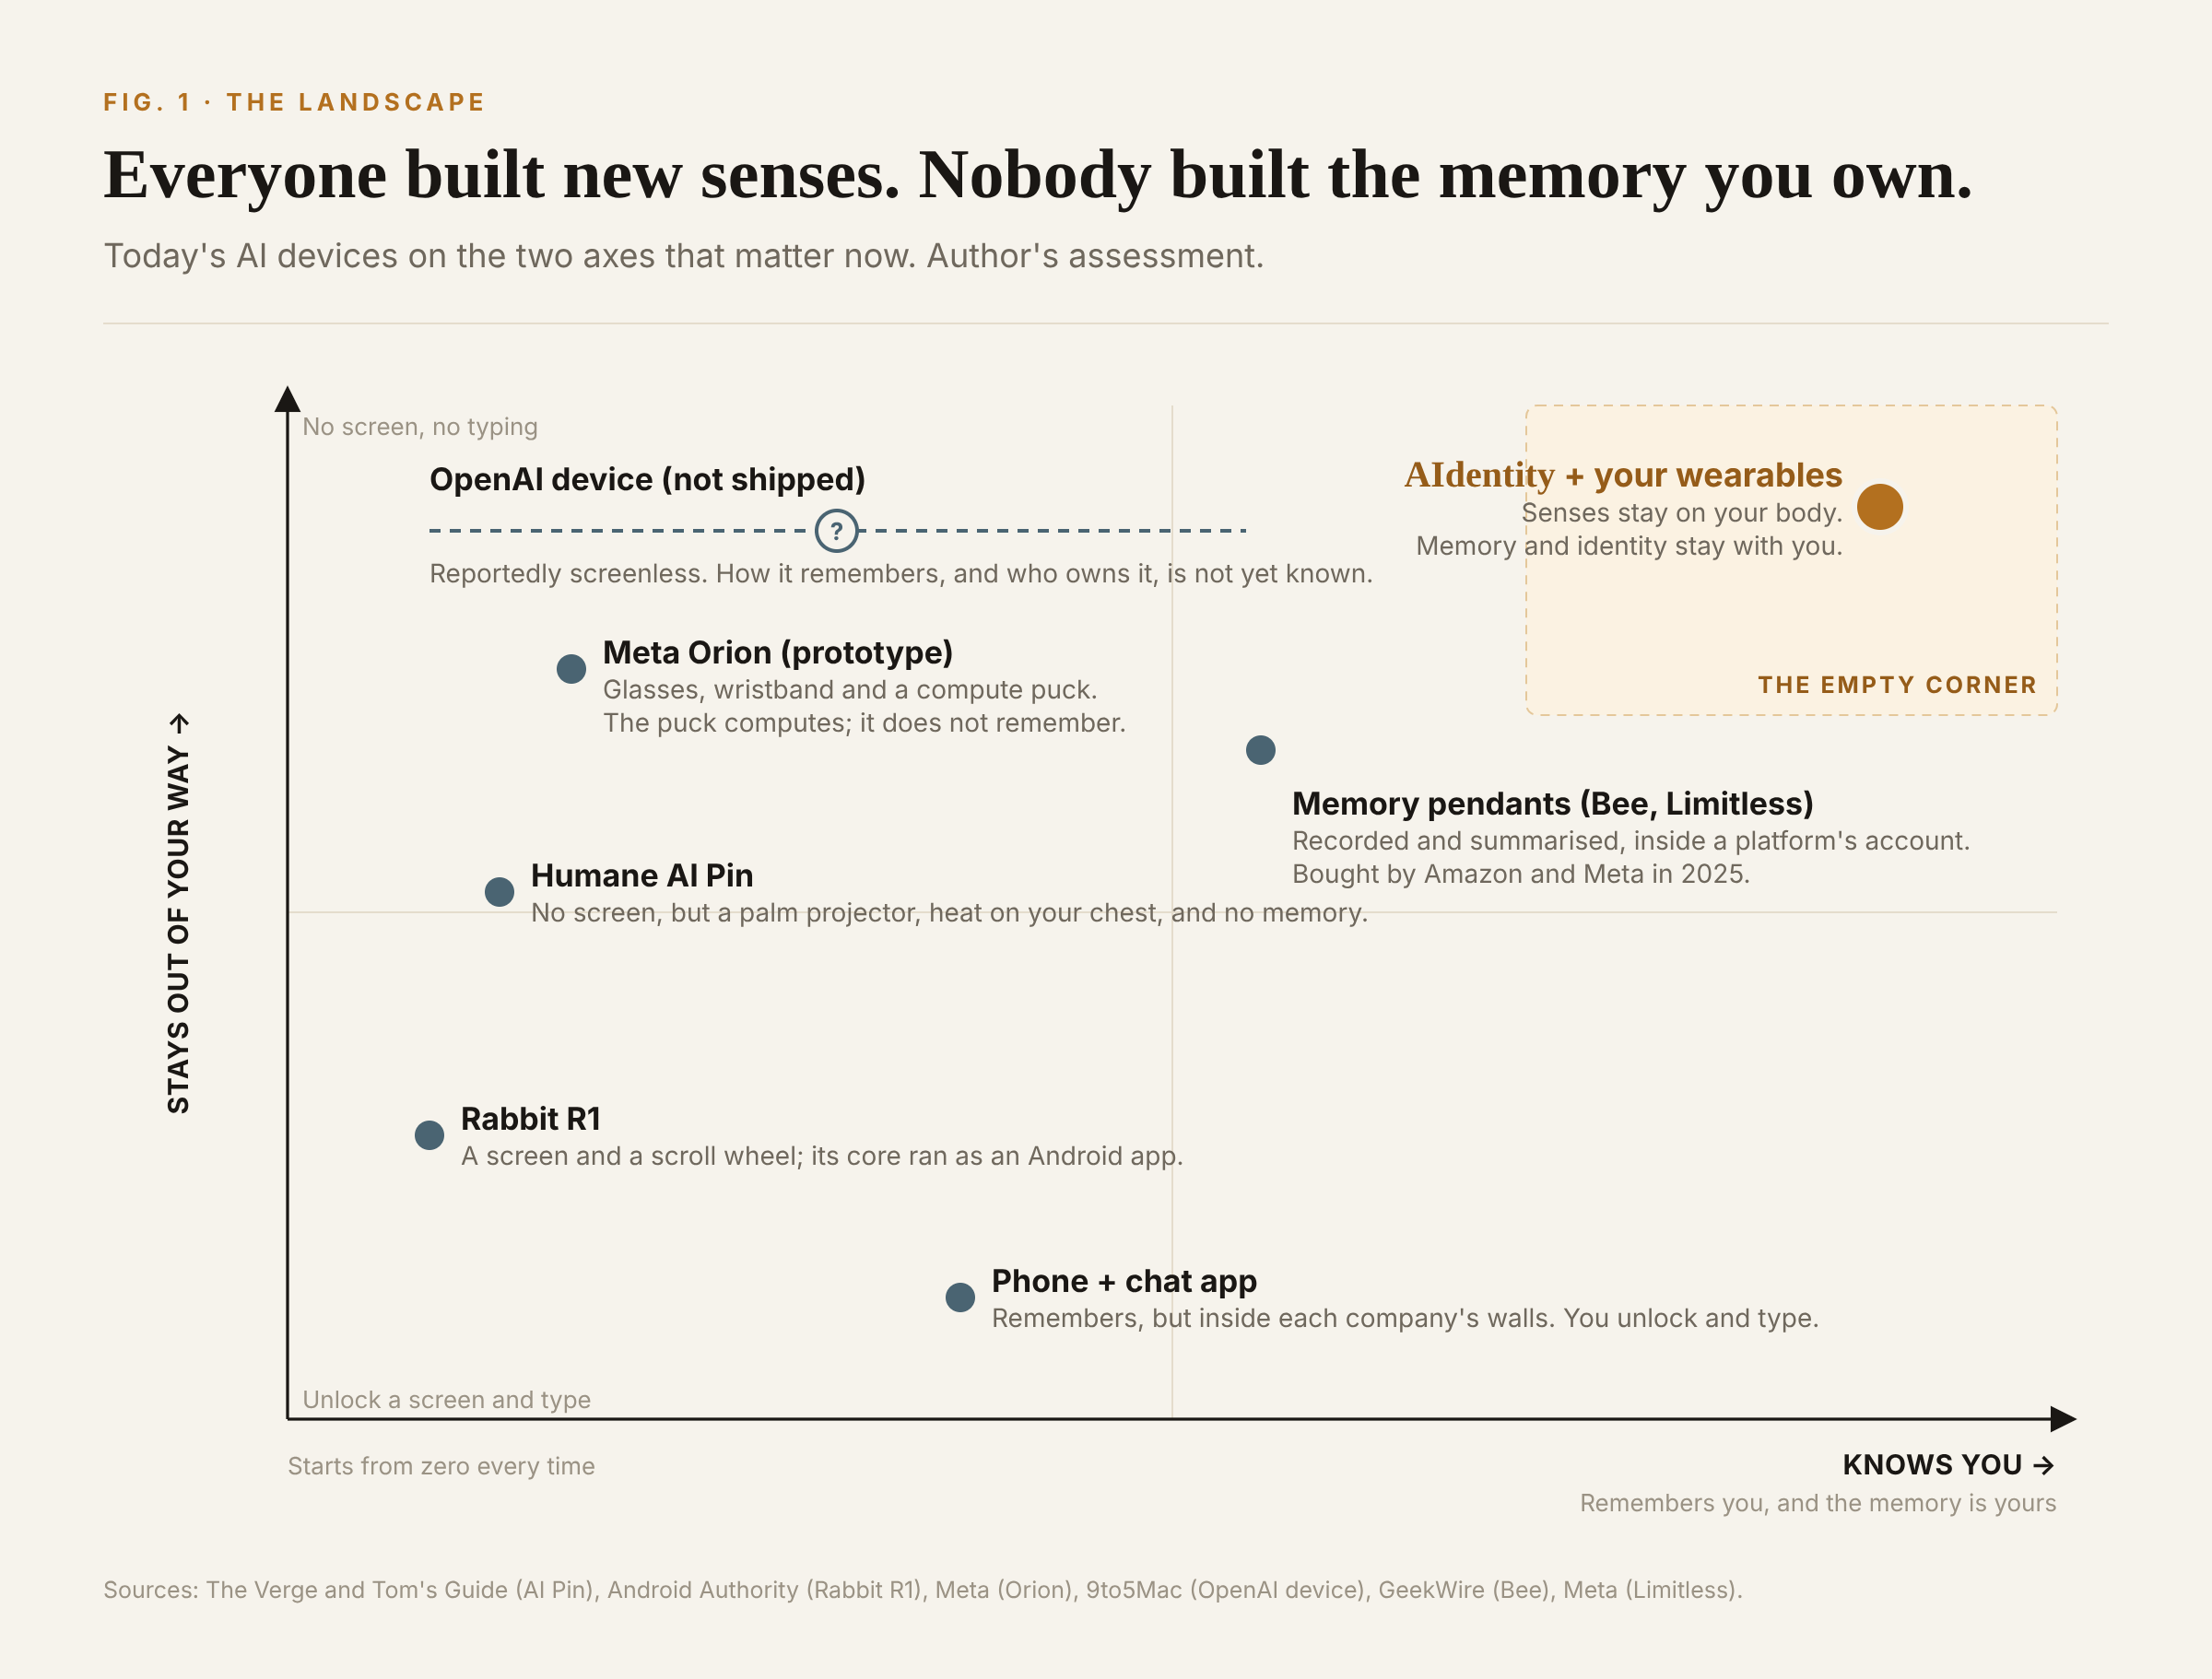 FIG. 1 · THE LANDSCAPE
Everyone built new senses. Nobody built the memory you own.
Today's AI devices on the two axes that matter now. Author's assessment.
No screen, no typing
OpenAI device (not shipped)
?
Reportedly screenless. How it remembers, and who owns it, is not yet known.
AIdentity + your wearables
Senses stay on your body.
Memory and identity stay with you.
THE EMPTY CORNER
Meta Orion (prototype)
Glasses, wristband and a compute puck.
The puck computes; it does not remember.
Memory pendants (Bee, Limitless)
Recorded and summarised, inside a platform's account.
Bought by Amazon and Meta in 2025.
Humane AI Pin
No screen, but a palm projector, heat on your chest, and no memory.
STAYS OUT OF YOUR WAY →
Rabbit R1
A screen and a scroll wheel; its core ran as an Android app.
Phone + chat app
Remembers, but inside each company's walls. You unlock and type.
Unlock a screen and type
Starts from zero every time
KNOWS YOU →
Remembers you, and the memory is yours
Sources: The Verge and Tom's Guide (AI Pin), Android Authority (Rabbit R1), Meta (Orion), 9to5Mac (OpenAI device), GeekWire (Bee), Meta (Limitless).